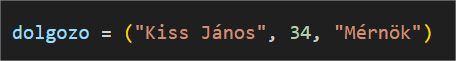 dolgozo = ("Kiss János", 34, "Mérnök")